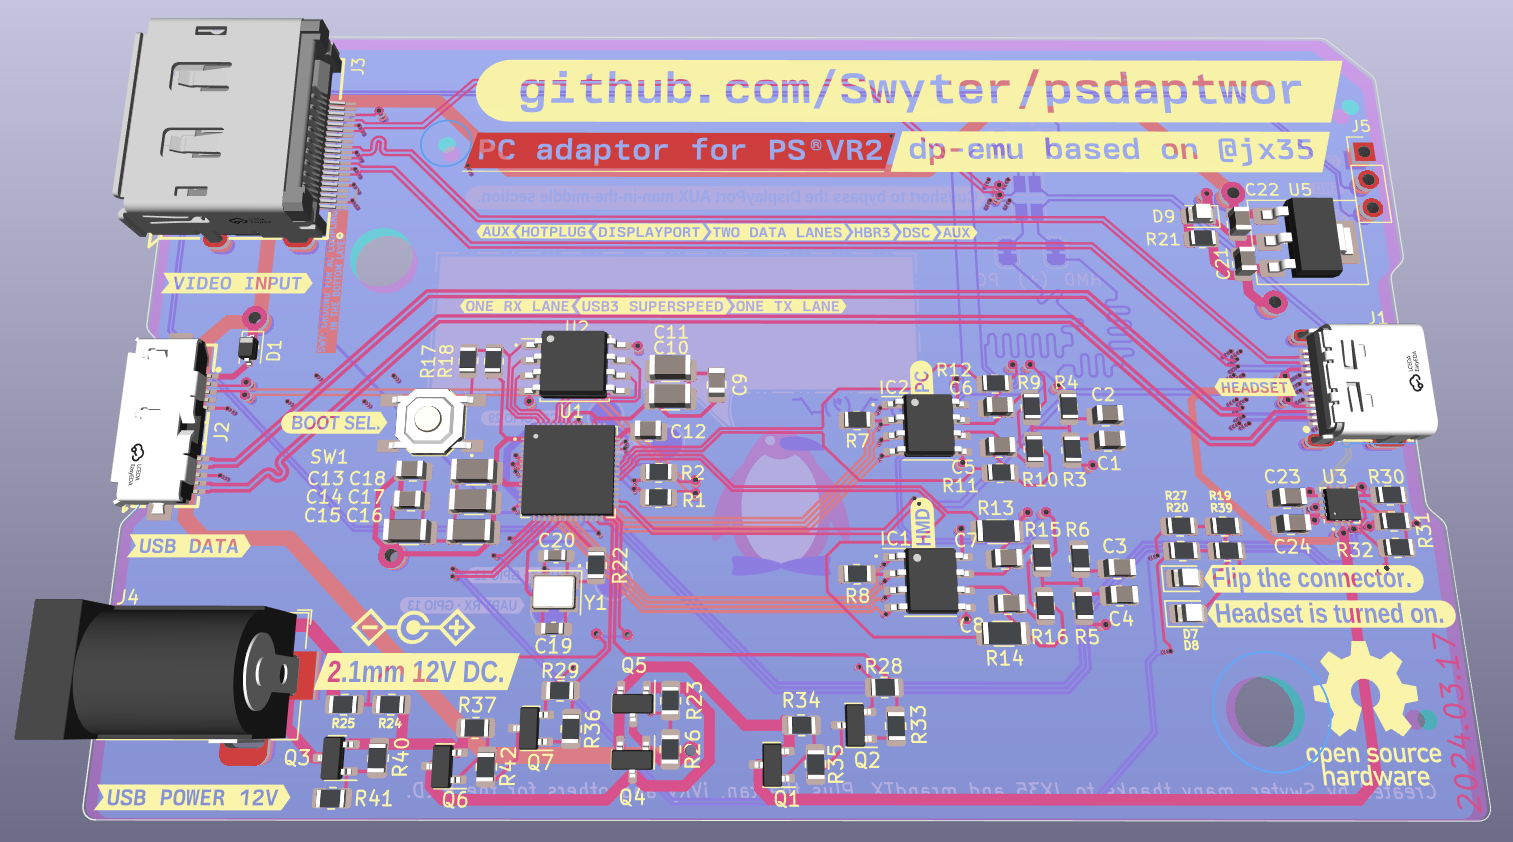 J3
github.com/Swyter/psdaptwor
PC adaptor for PS®VR2
dp-emu based on @jx35
J5
C22 U5
D9
R21
C21
AUX HOTPLUG DISPLAYPORT TWO DATA LANES HBR3 DSC AUX
VIDEO INPUT
ONE RX LANE USB3 SUPERSPEED ONE TX LANE
HMD (+) PC
J1
D1
U2
C11
C10
R17
R18
C9
HEADSET
IC2
PC
R12
C6
R9
R4
C2
BOOT SEL.
U1
C12
R7
J2
SW1
C13 C18
C14 C17
C15 C16
R2
R1
C5
R11
R10
R3
C1
C23
U3
R30
R27
R20
R19
R39
C24
R32
R31
USB DATA
HMD
R13
IC1
C7
R15
R6
C3
C20
R22
R8
Y1
UART RX - GPIO 13
C19
C8
R14
R16
R5
C4
Flip the connector.
Headset is turned on.
D7
D8
J4
2.1mm 12V DC.
R25
R24
R29
Q5
R23
R28
R37
R36
R34
R33
Q3
R40
Q7
R42
R26
R35
Q2
R41
Q6
Q4
Q1
USB POWER 12V
open source
hardware
2024.03.17